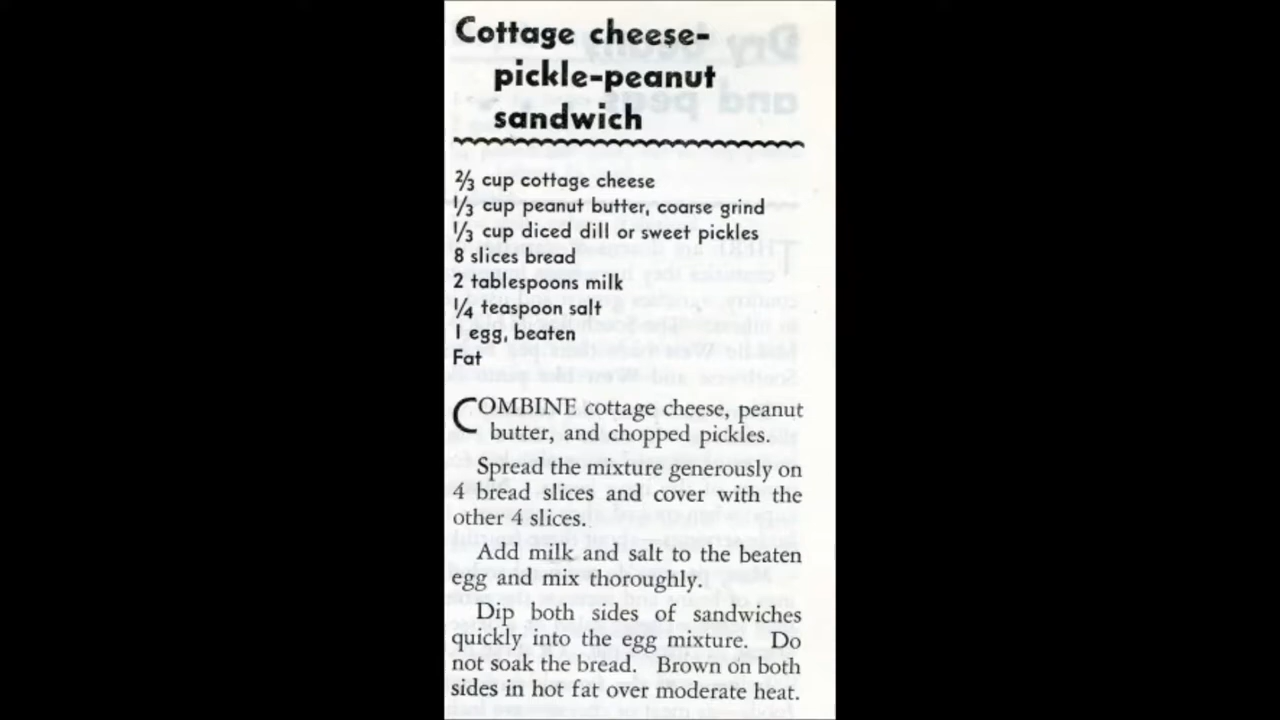 Cottage cheese-
pickle-peanut
sandwich
⅔ cup cottage cheese
⅓ cup peanut butter, coarse grind
⅓ cup diced dill or sweet pickles
8 slices bread
2 tablespoons milk
¼ teaspoon salt
1 egg, beaten
Fat
COMBINE cottage cheese, peanut
butter, and chopped pickles.
Spread the mixture generously on
4 bread slices and cover with the
other 4 slices.
Add milk and salt to the beaten
egg and mix thoroughly.
Dip both sides of sandwiches
quickly into the egg mixture. Do
not soak the bread. Brown on both
sides in hot fat over moderate heat.
Dry beans
and peas